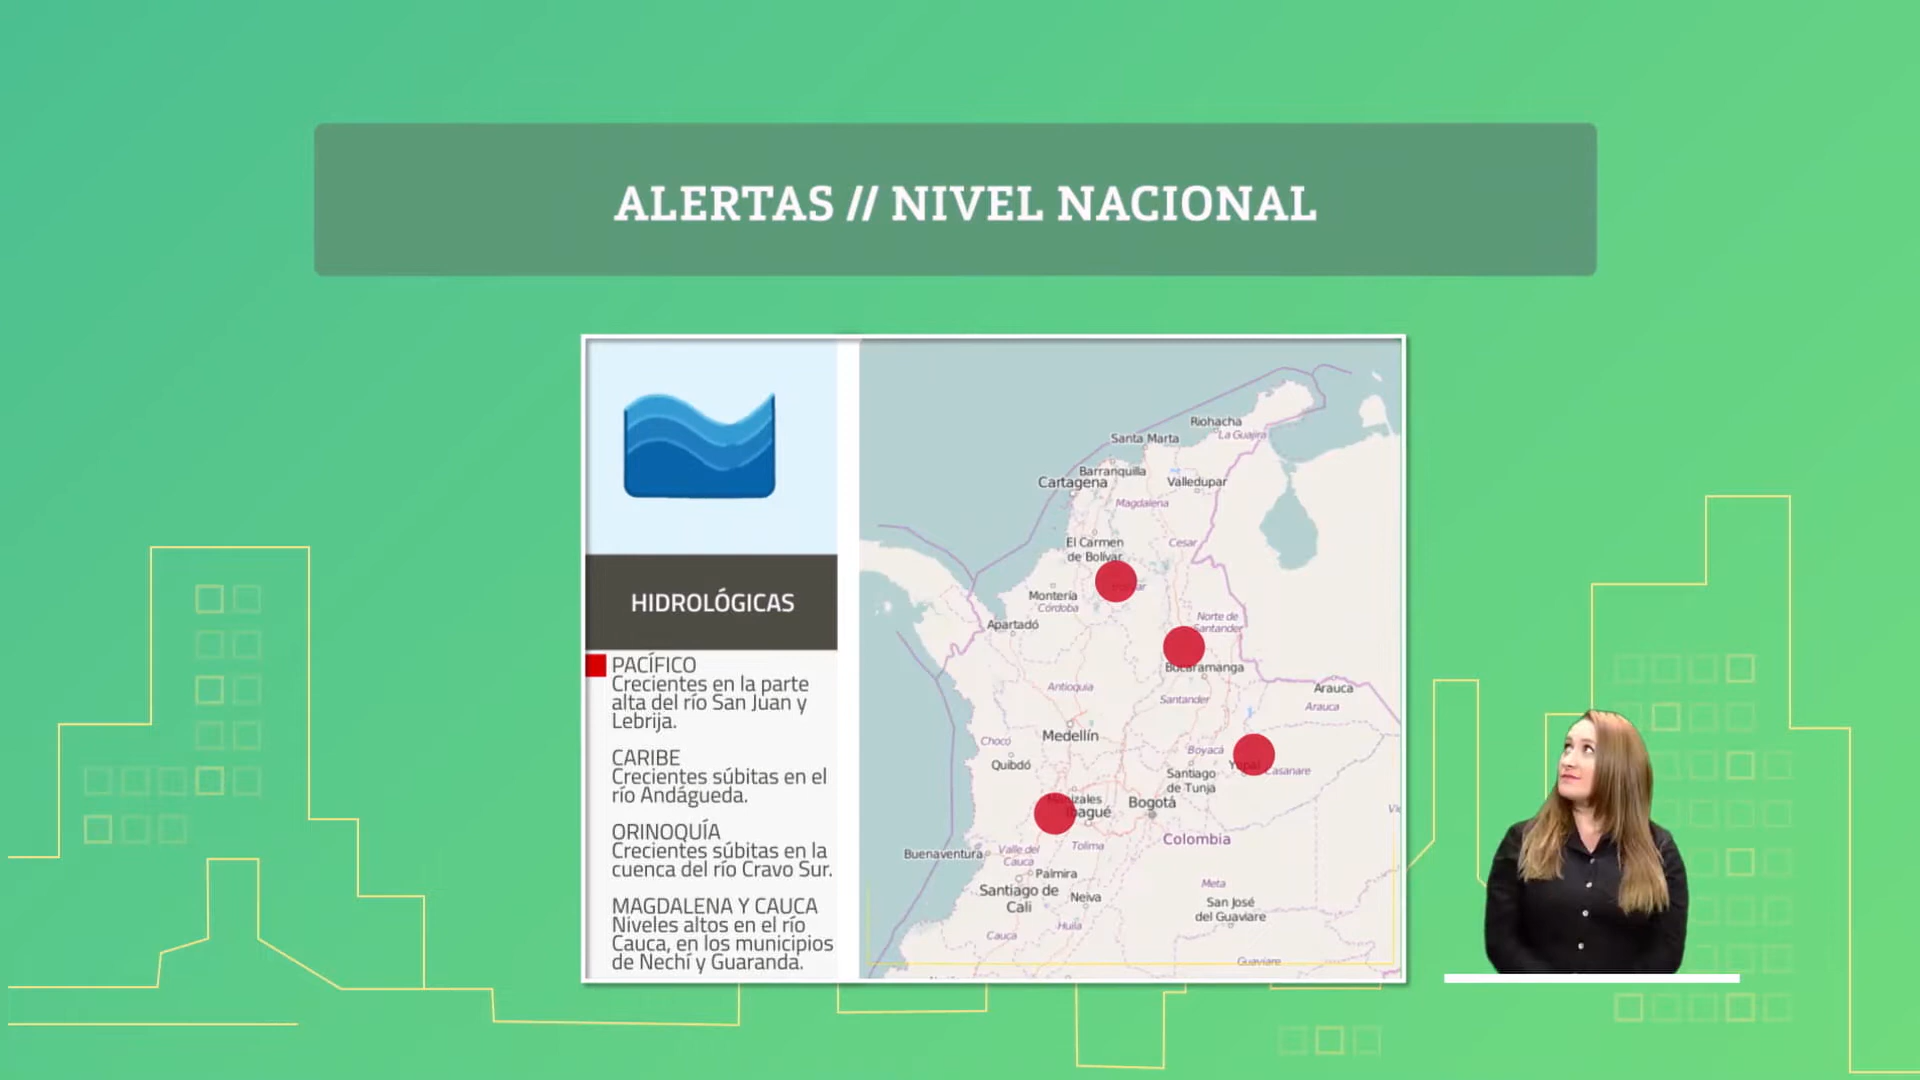 ALERTAS // NIVEL NACIONAL
HIDROLÓGICAS
PACÍFICO
Crecientes en la parte
alta del río San Juan y
Lebrija.
CARIBE
Crecientes súbitas en el
río Andágueda.
ORINOQUÍA
Crecientes súbitas en la
cuenca del río Cravo Sur.
MAGDALENA Y CAUCA
Niveles altos en el río
Cauca, en los municipios
de Nechí y Guaranda.
Riohacha
La Guajira
Santa Marta
Barranquilla
Cartagena
Valledupar
Magdalena
El Carmen
de Bolívar
Cesar
Montería
Córdoba
Apartadó
Norte de
Santander
Bucaramanga
Antioquia
Santander
Arauca
Arauca
Medellín
Chocó
Quibdó
Boyacá
Casanare
Santiago
de Tunja
Manizales
Ibagué
Bogotá
Colombia
Buenaventura
Valle del
Cauca
Tolima
Palmira
Santiago de
Cali
Neiva
Meta
San José
del Guaviare
Huila
Cauca
Guaviare